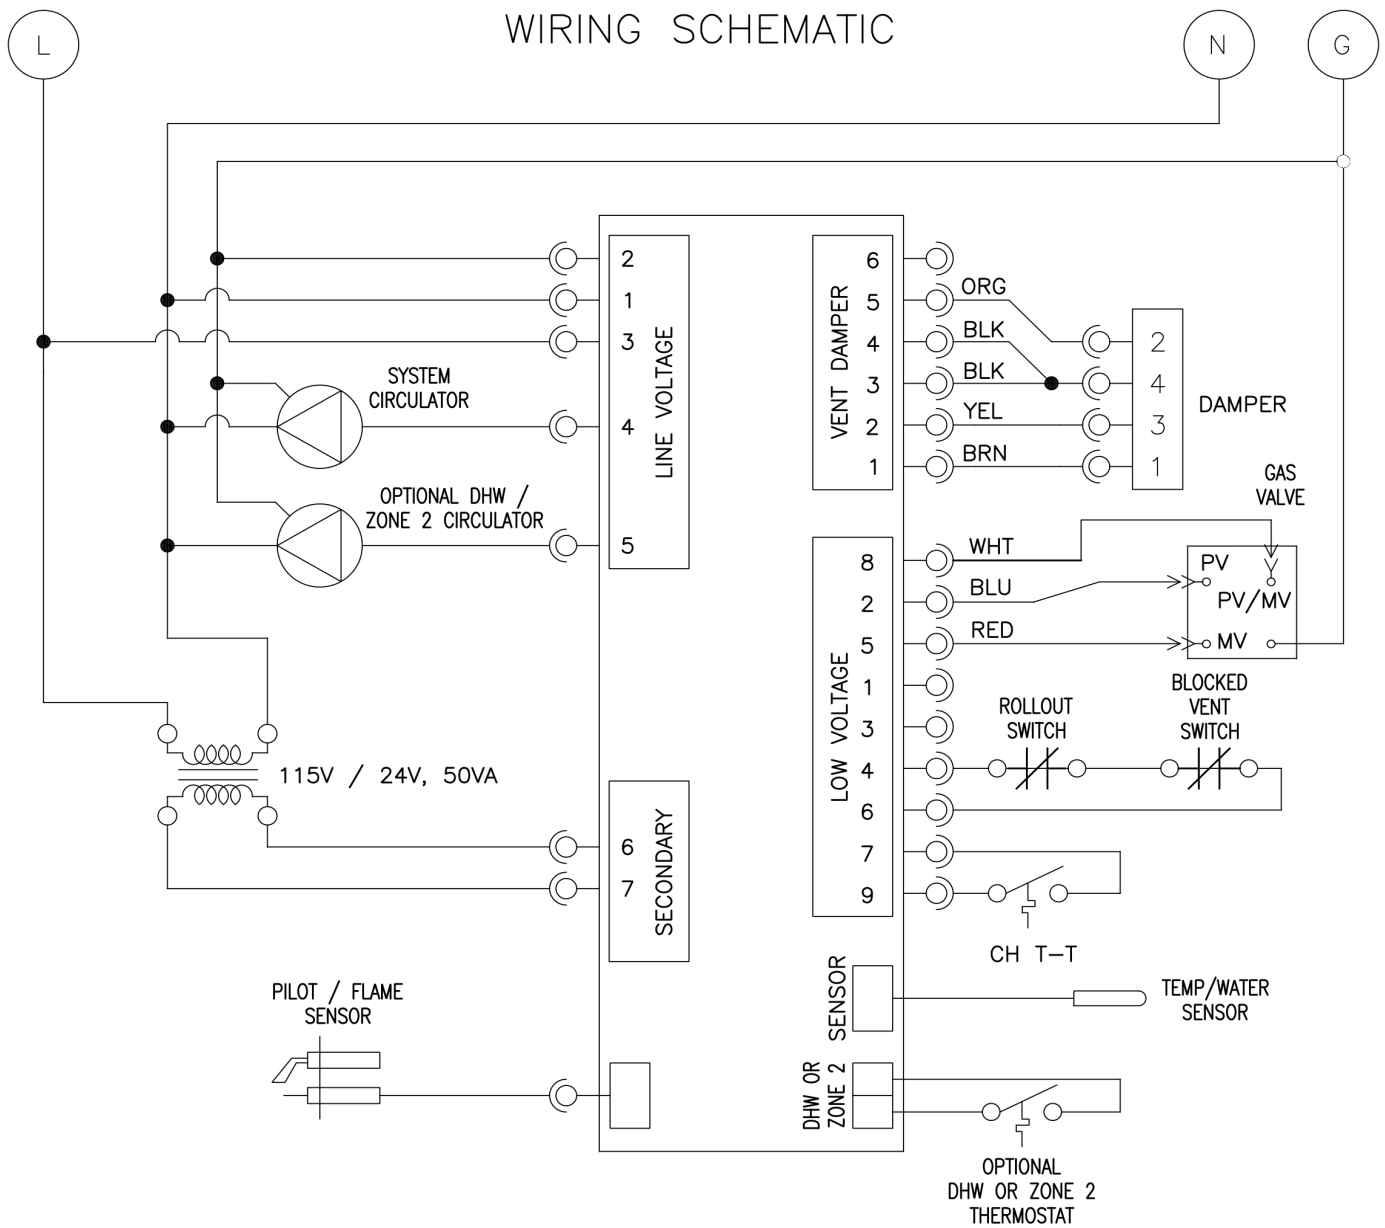 WIRING SCHEMATIC
L
N
G
2
1
3
4
5
LINE VOLTAGE
SYSTEM
CIRCULATOR
OPTIONAL DHW /
ZONE 2 CIRCULATOR
VENT DAMPER
6
5
4
3
2
1
ORG
BLK
BLK
YEL
BRN
2
4
3
1
DAMPER
GAS
VALVE
PV
PV/MV
MV
LOW VOLTAGE
8
2
5
1
3
4
6
7
9
WHT
BLU
RED
ROLLOUT
SWITCH
BLOCKED
VENT
SWITCH
CH T-T
115V / 24V, 50VA
6
7
SECONDARY
PILOT / FLAME
SENSOR
SENSOR
TEMP/WATER
SENSOR
DHW OR
ZONE 2
OPTIONAL
DHW OR ZONE 2
THERMOSTAT